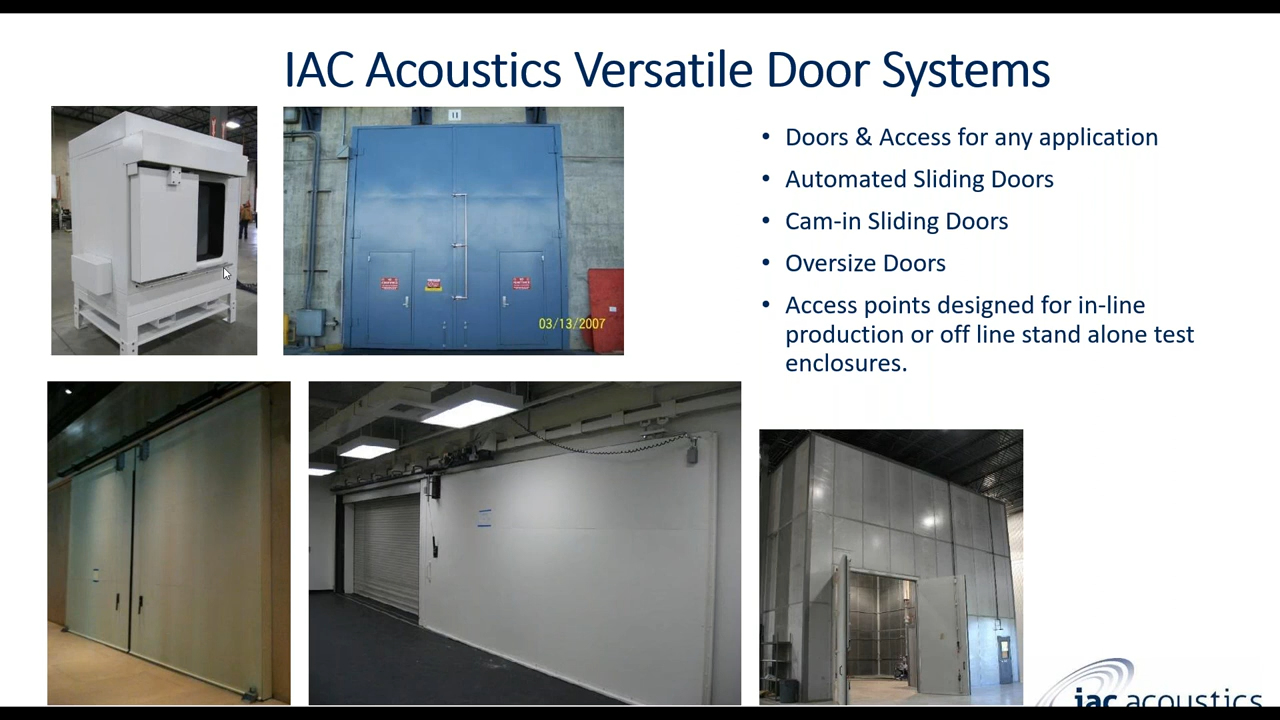 IAC Acoustics Versatile Door Systems
11
03/13/2007
• Doors & Access for any application
• Automated Sliding Doors
• Cam-in Sliding Doors
• Oversize Doors
• Access points designed for in-line
production or off line stand alone test
enclosures.
iac acoustics